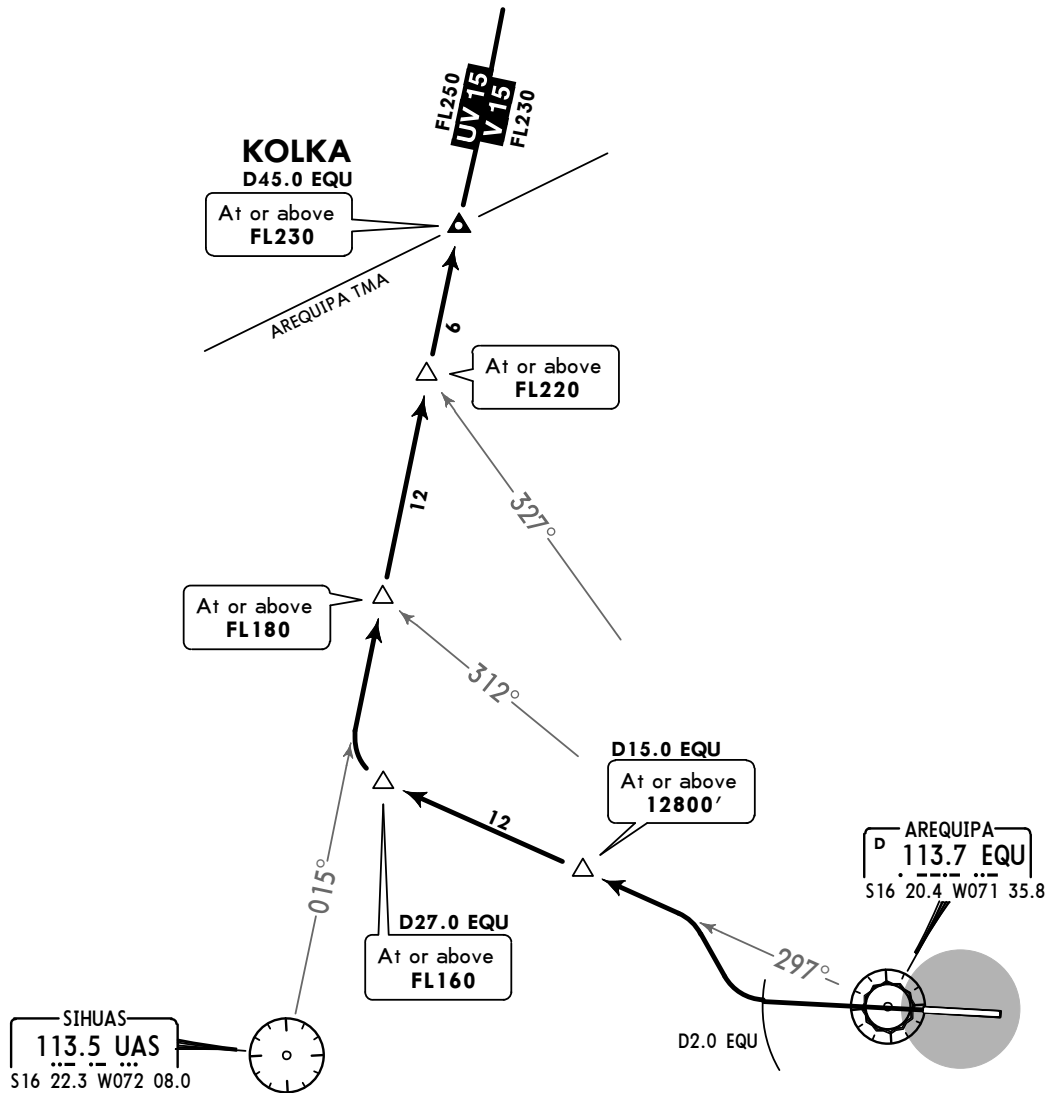 FL250
UV 15
V 15
FL230
KOLKA
D45.0 EQU
At or above
FL230
AREQUIPA TMA
6
At or above
FL220
12
327°
At or above
FL180
312°
D15.0 EQU
At or above
12800'
12
015°
AREQUIPA
D 113.7 EQU
S16 20.4 W071 35.8
D27.0 EQU
At or above
FL160
297°
SIHUAS
113.5 UAS
S16 22.3 W072 08.0
D2.0 EQU